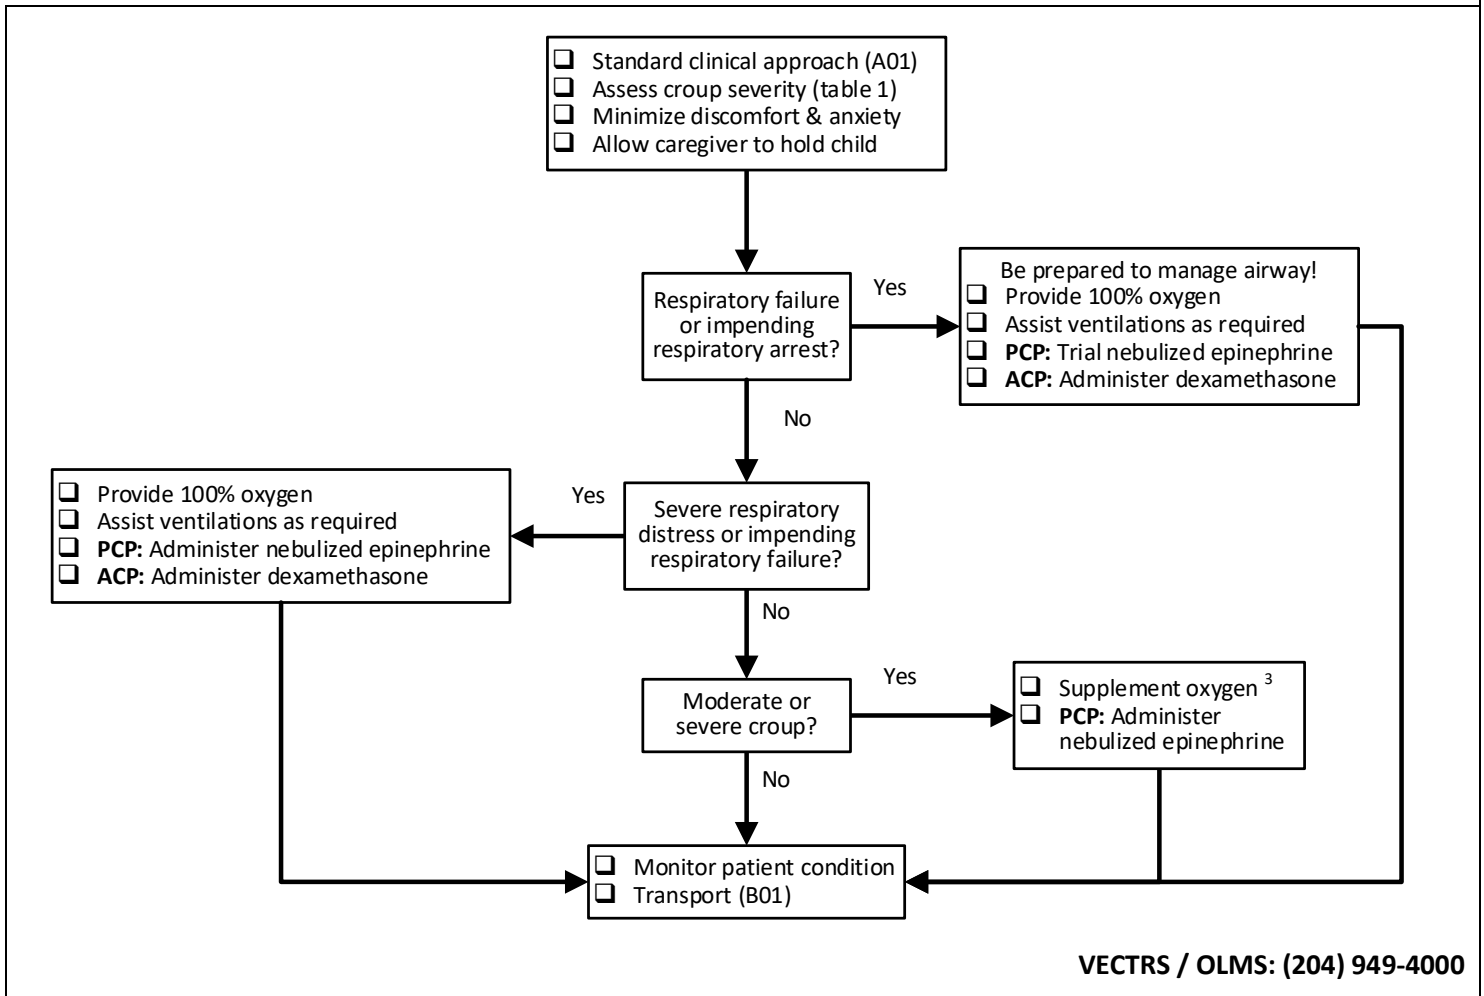 ❑ Standard clinical approach (A01)
❑ Assess croup severity (table 1)
❑ Minimize discomfort & anxiety
❑ Allow caregiver to hold child
Respiratory failure
or impending
respiratory arrest?
Yes
Be prepared to manage airway!
❑ Provide 100% oxygen
❑ Assist ventilations as required
❑ PCP: Trial nebulized epinephrine
❑ ACP: Administer dexamethasone
No
Severe respiratory
distress or impending
respiratory failure?
Yes
❑ Provide 100% oxygen
❑ Assist ventilations as required
❑ PCP: Administer nebulized epinephrine
❑ ACP: Administer dexamethasone
No
Moderate or
severe croup?
Yes
❑ Supplement oxygen 3
❑ PCP: Administer
nebulized epinephrine
No
❑ Monitor patient condition
❑ Transport (B01)
VECTRS / OLMS: (204) 949-4000